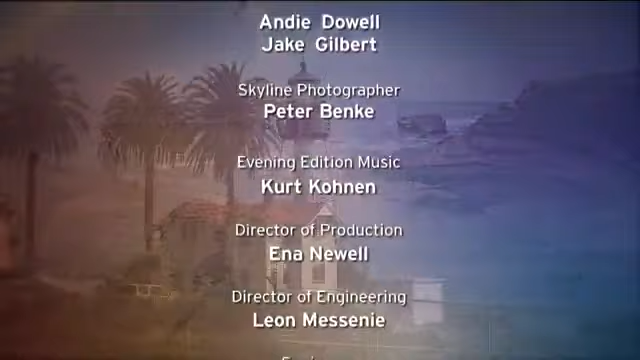 Andie Dowell
Jake Gilbert
Skyline Photographer
Peter Benke
Evening Edition Music
Kurt Kohnen
Director of Production
Ena Newell
Director of Engineering
Leon Messenie